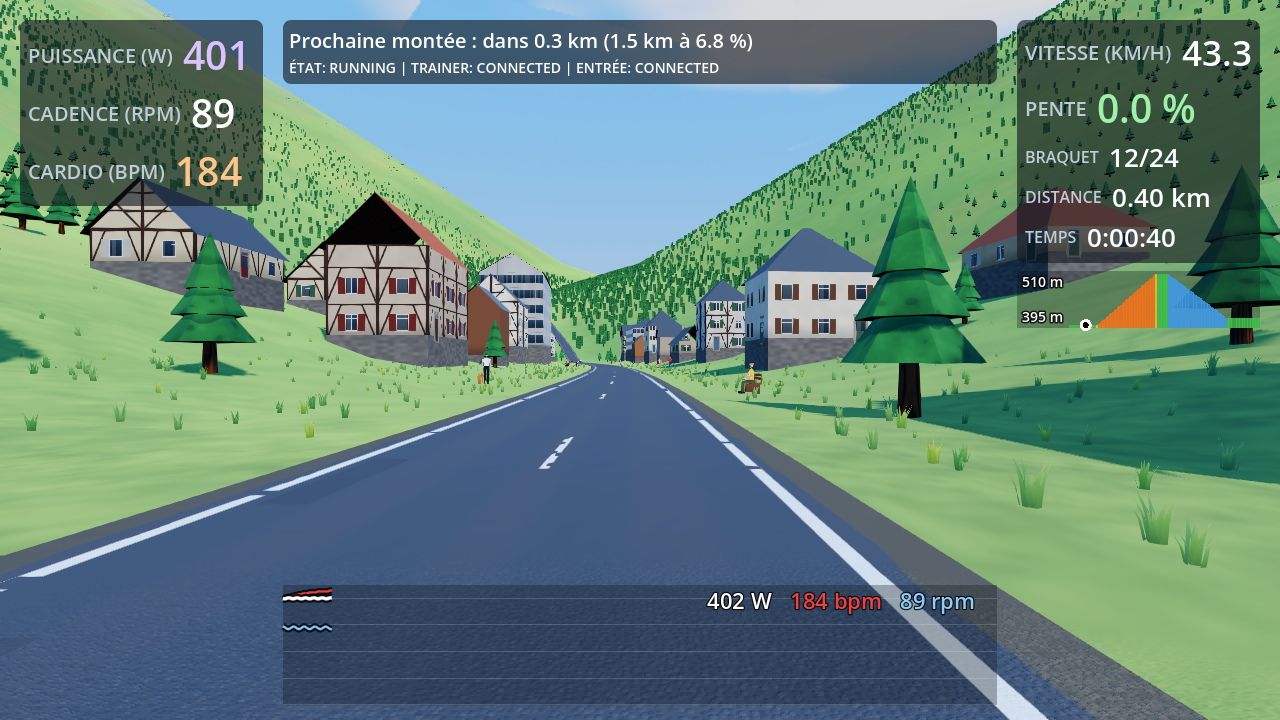 PUISSANCE (W) 401
CADENCE (RPM) 89
CARDIO (BPM) 184
Prochaine montée : dans 0.3 km (1.5 km à 6.8 %)
ÉTAT: RUNNING | TRAINER: CONNECTED | ENTRÉE: CONNECTED
VITESSE (KM/H) 43.3
PENTE 0.0 %
BRAQUET 12/24
DISTANCE 0.40 km
TEMPS 0:00:40
510 m
395 m
402 W 184 bpm 89 rpm